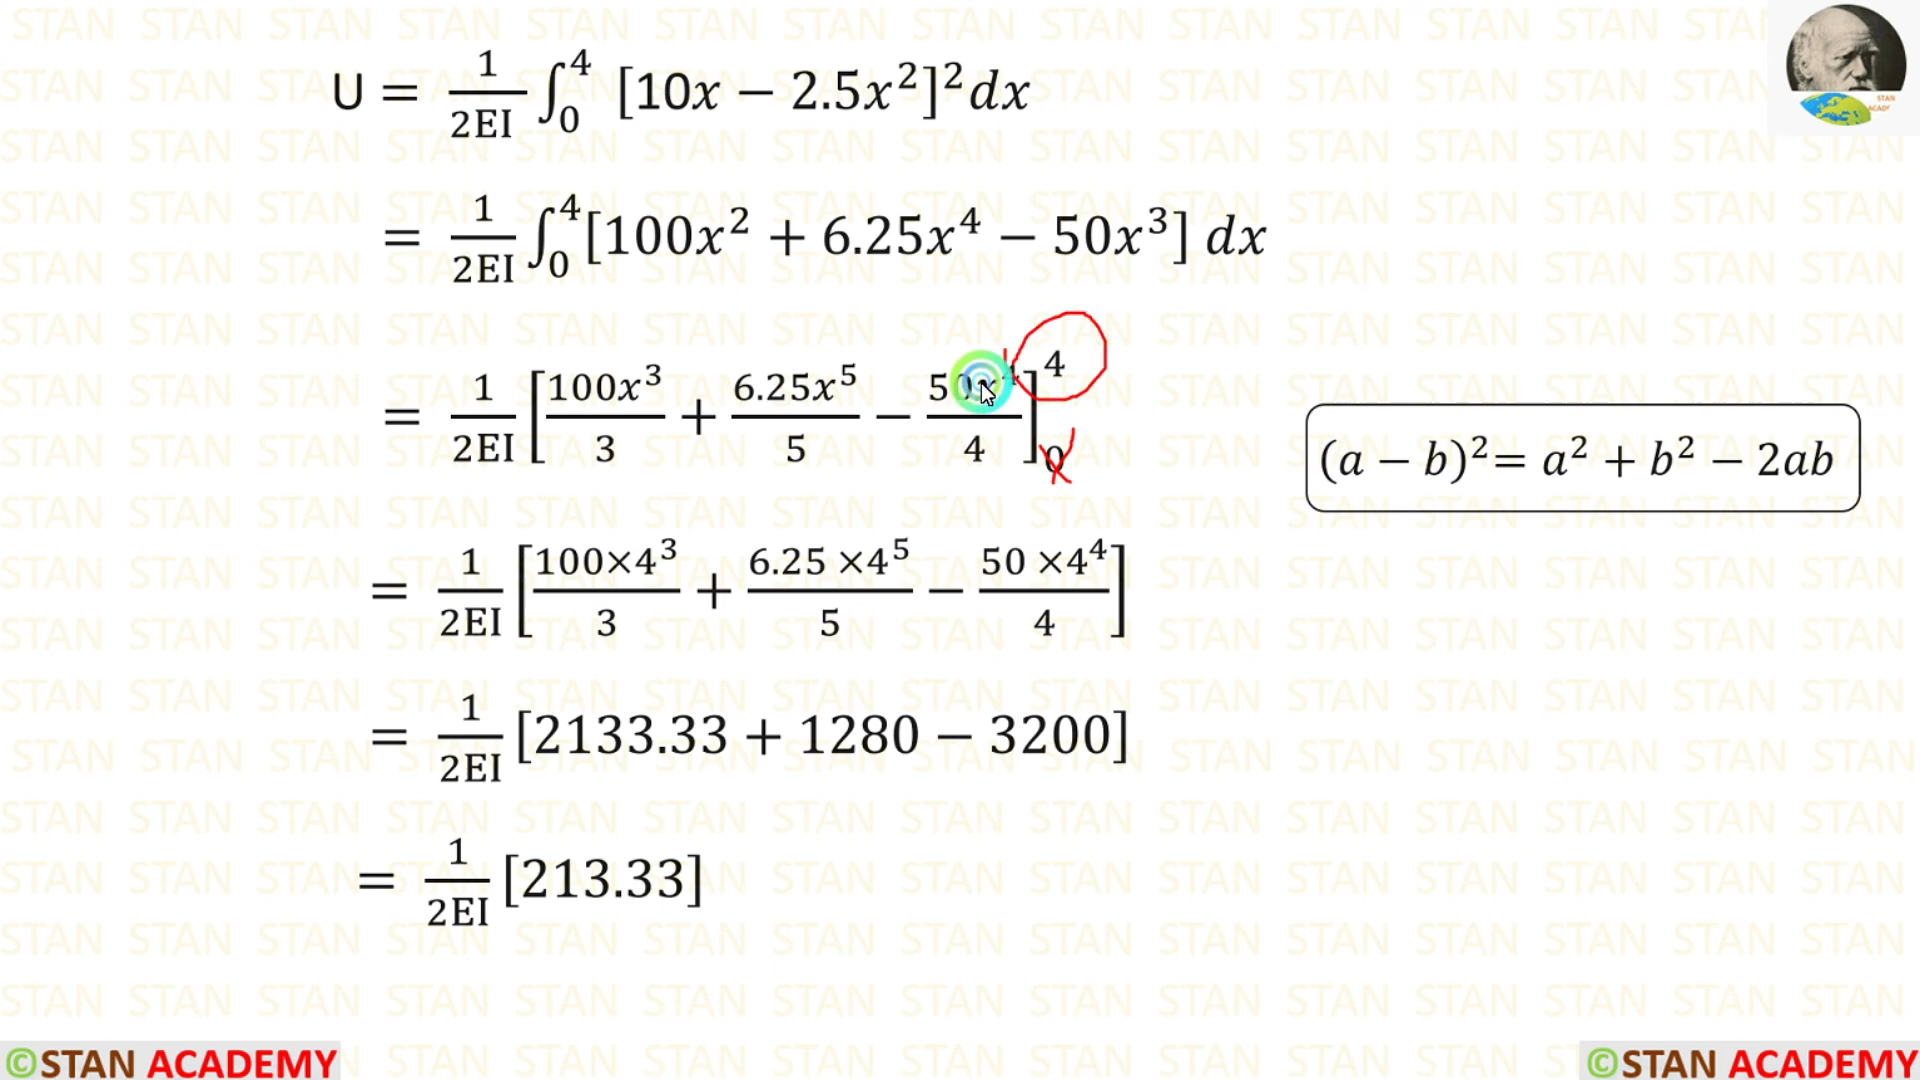 U = 1/2EI ∫₀⁴ [10x − 2.5x²]² dx
= 1/2EI ∫₀⁴ [100x² + 6.25x⁴ − 50x³] dx
= 1/2EI [100x³/3 + 6.25x⁵/5 − 50x⁴/4]₀⁴
(a − b)² = a² + b² − 2ab
= 1/2EI [100×4³/3 + 6.25 ×4⁵/5 − 50 ×4⁴/4]
= 1/2EI [2133.33 + 1280 − 3200]
= 1/2EI [213.33]
©STAN ACADEMY
©STAN ACADEMY